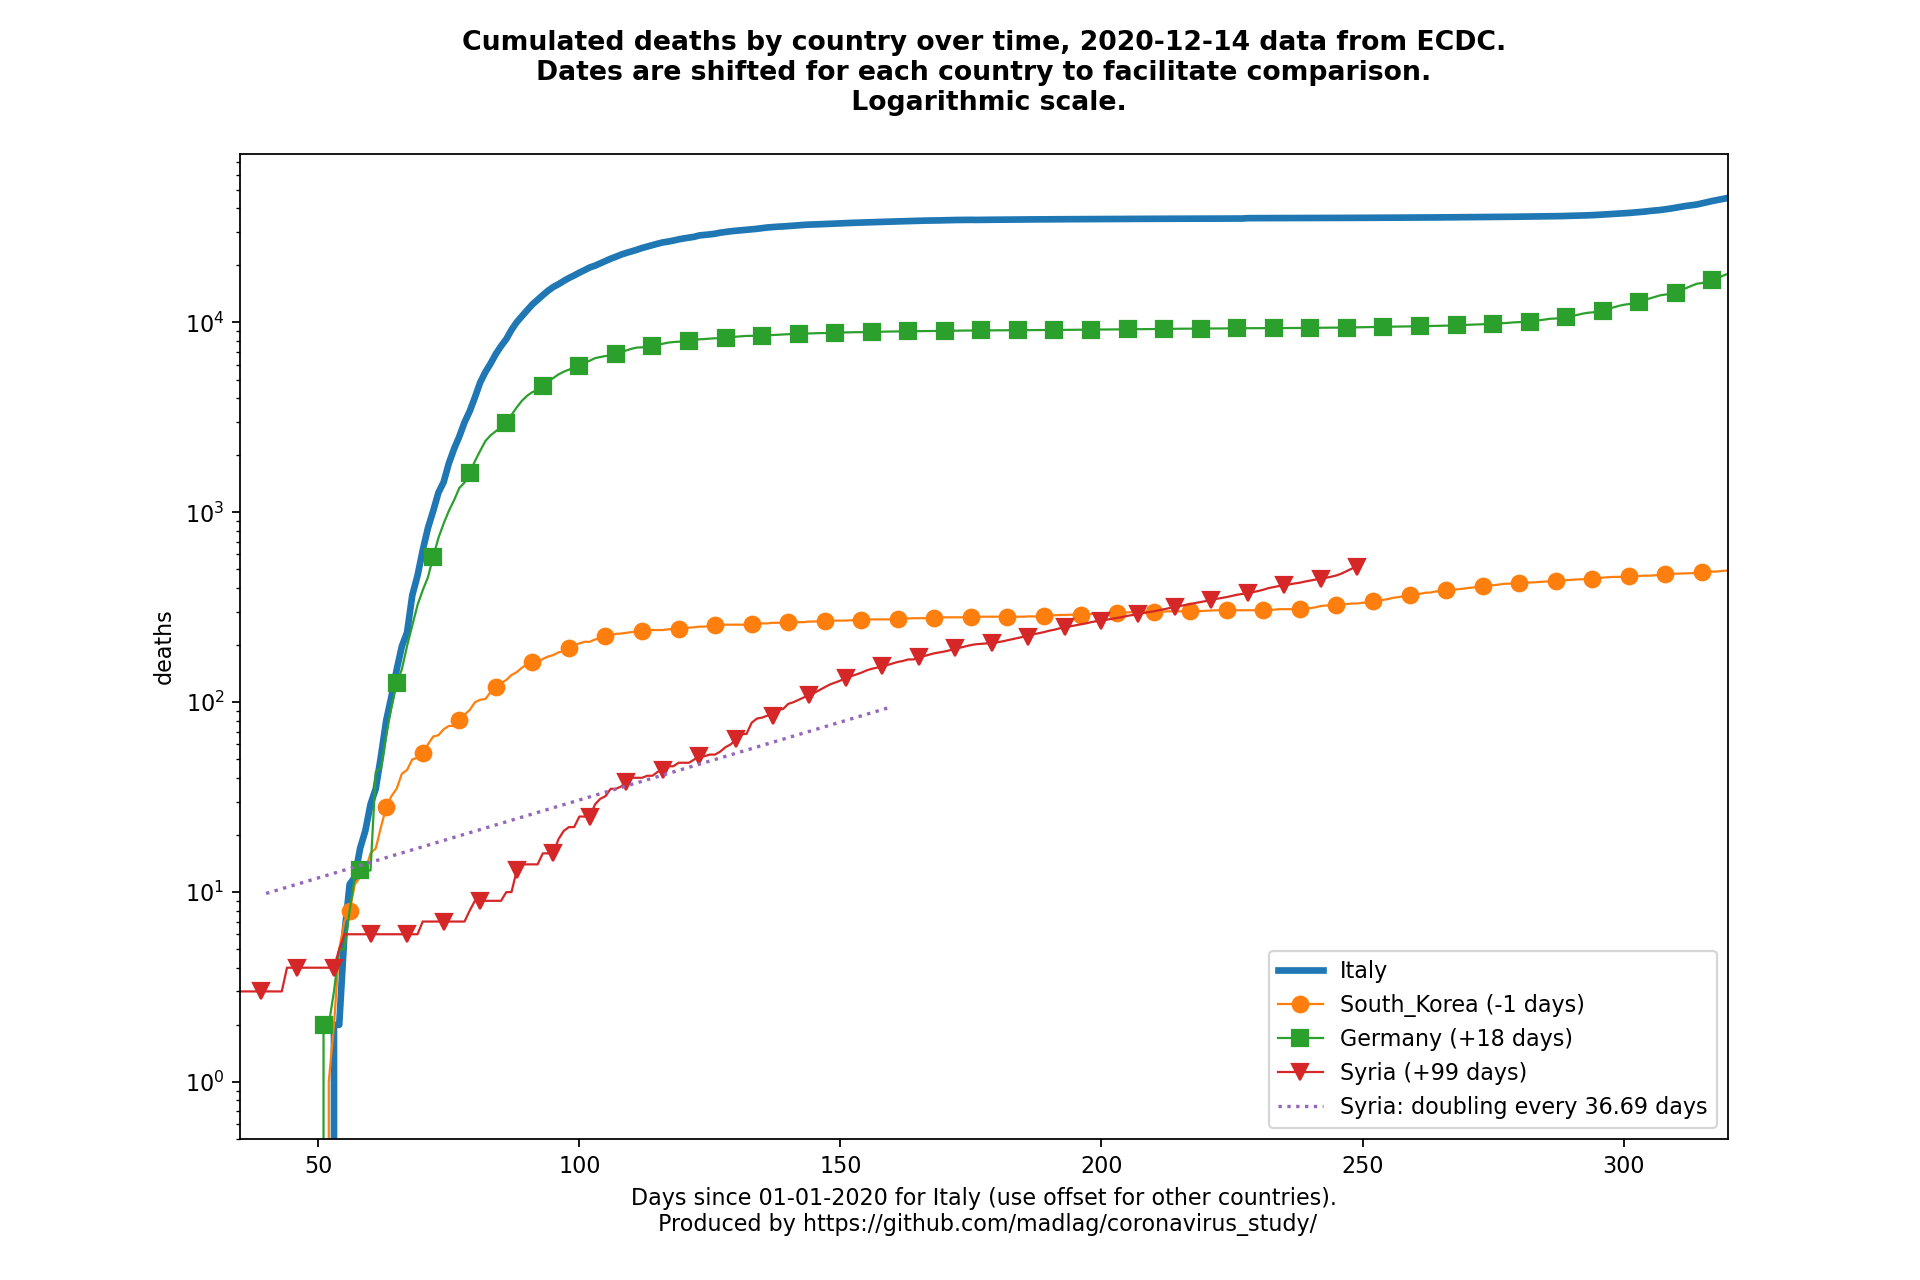 Cumulated deaths by country over time, 2020-12-14 data from ECDC.
Dates are shifted for each country to facilitate comparison.
Logarithmic scale.
deaths
10^4
10^3
10^2
10^1
10^0
50 100 150 200 250 300
Italy
South_Korea (-1 days)
Germany (+18 days)
Syria (+99 days)
Syria: doubling every 36.69 days
Days since 01-01-2020 for Italy (use offset for other countries).
Produced by https://github.com/madlag/coronavirus_study/